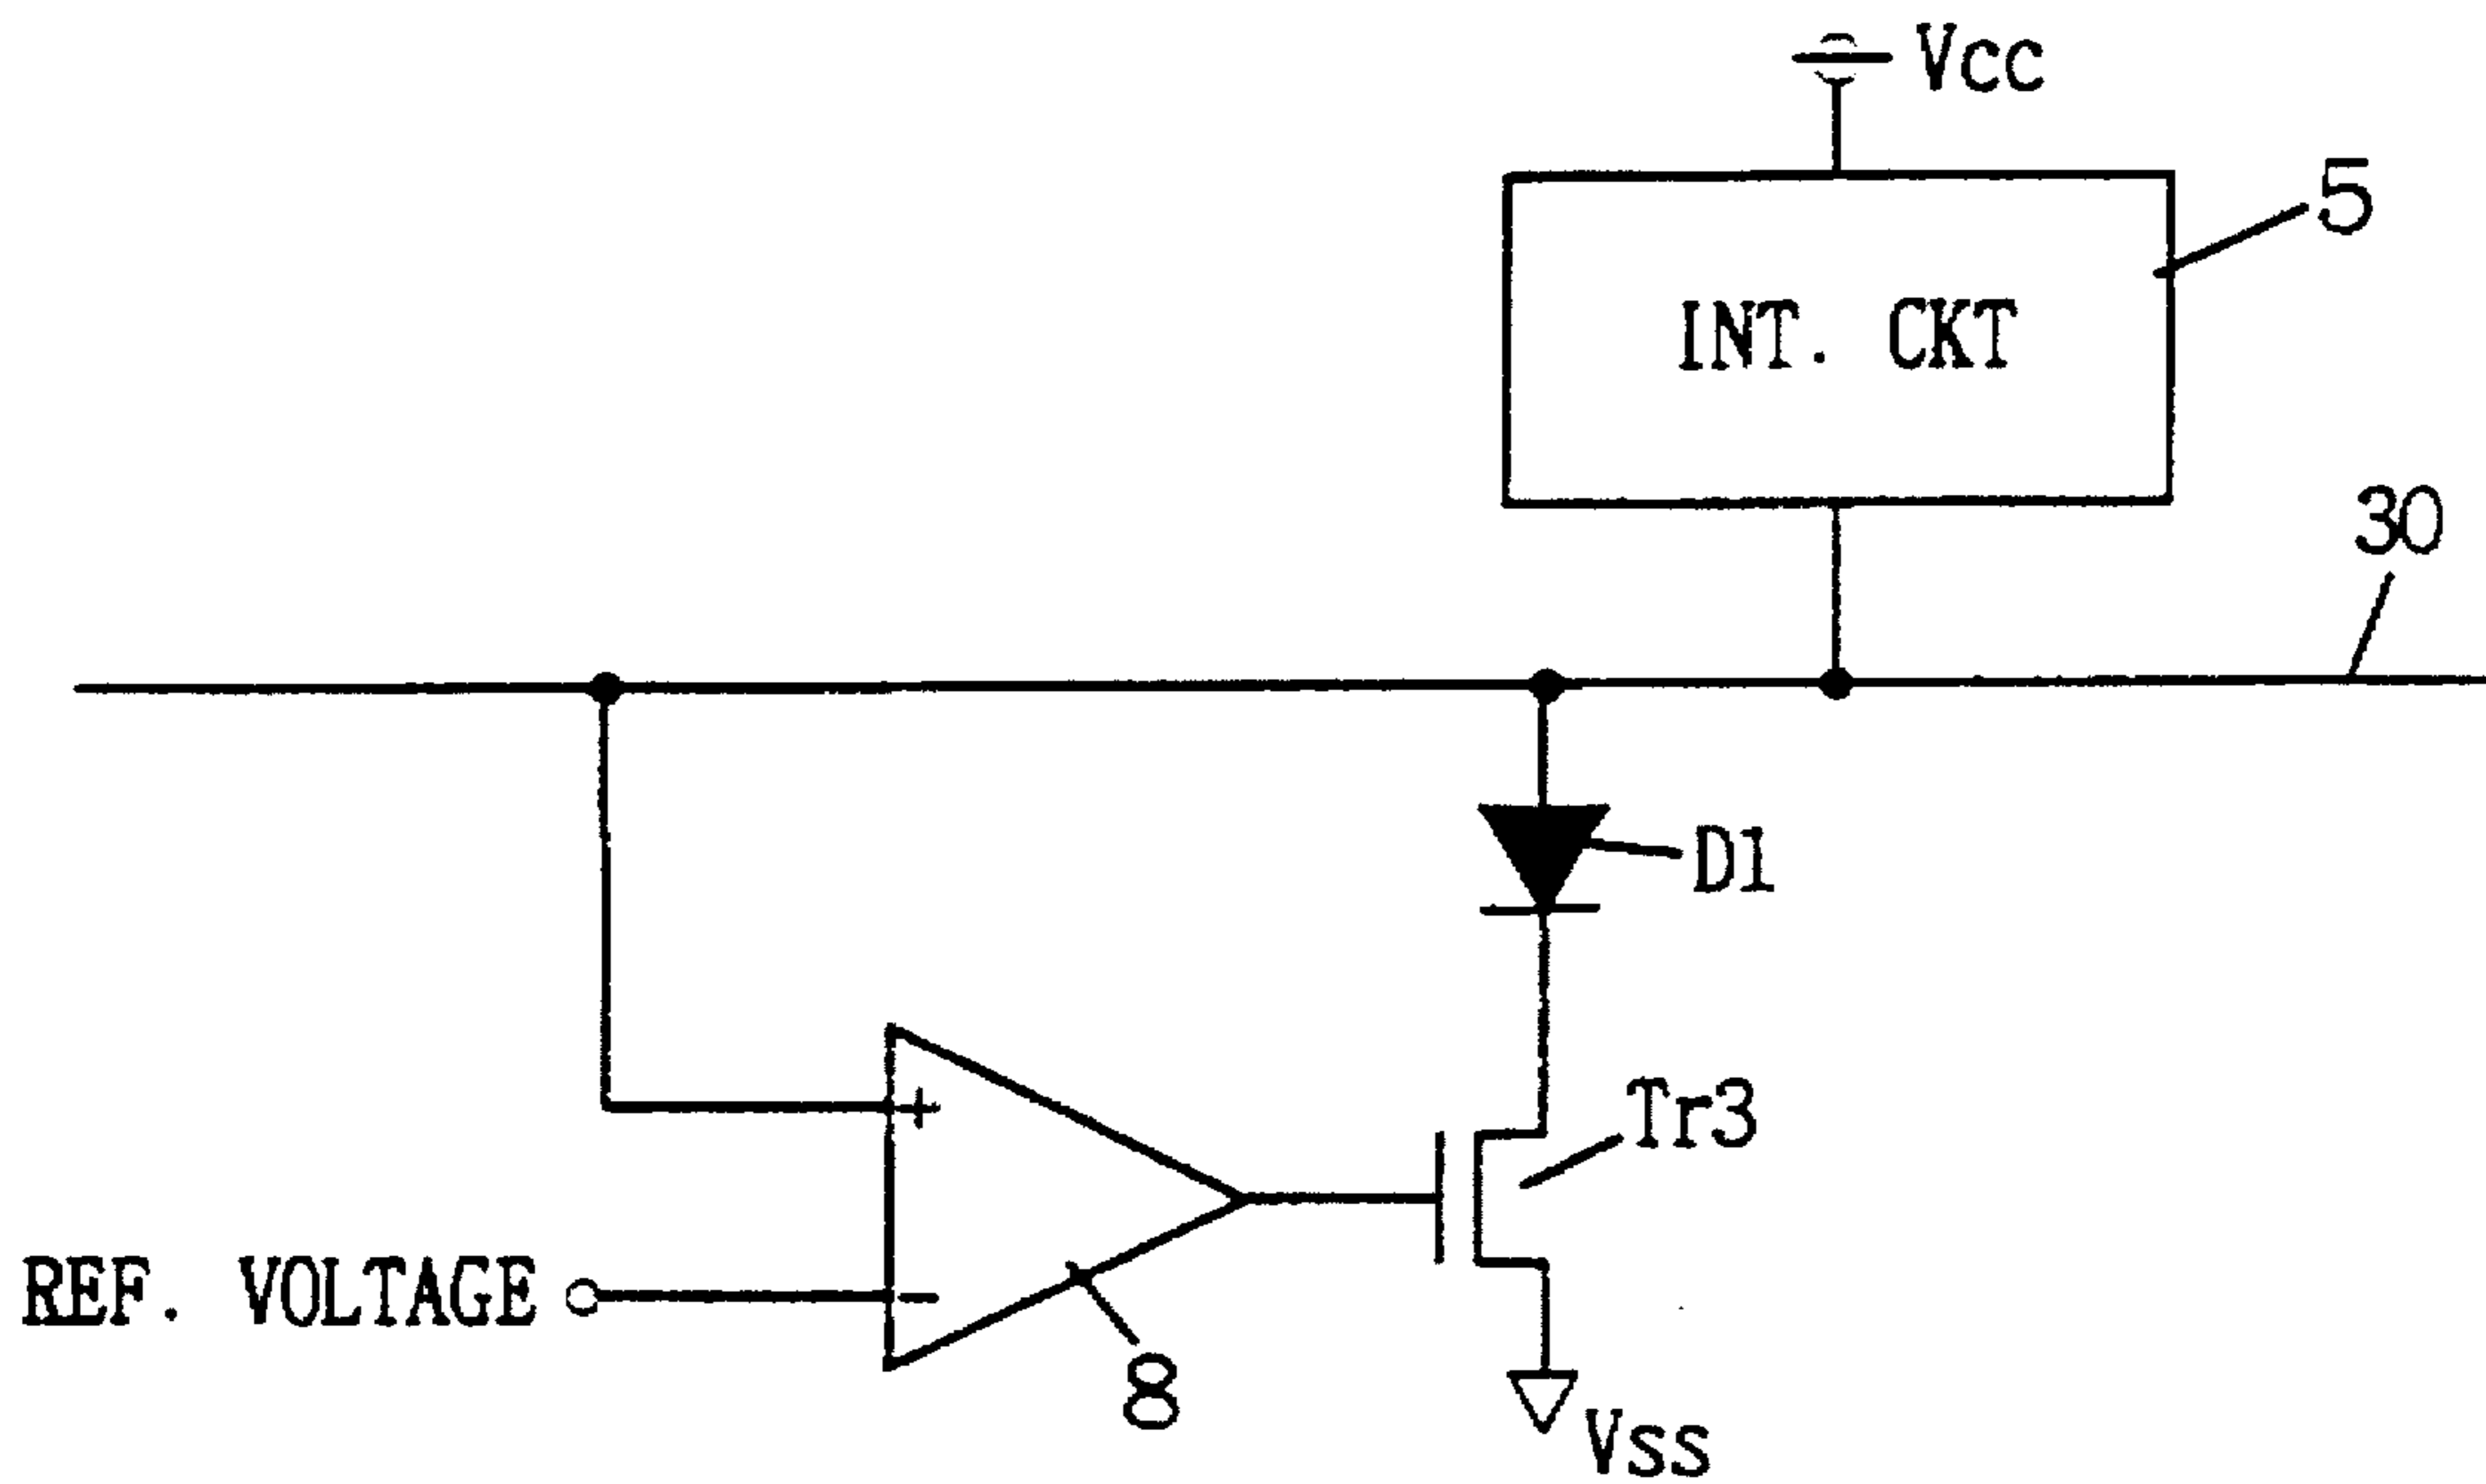 Vcc
5
INT. CKT
30
D1
+
Tr3
REF. VOLTAGE
-
8
Vss